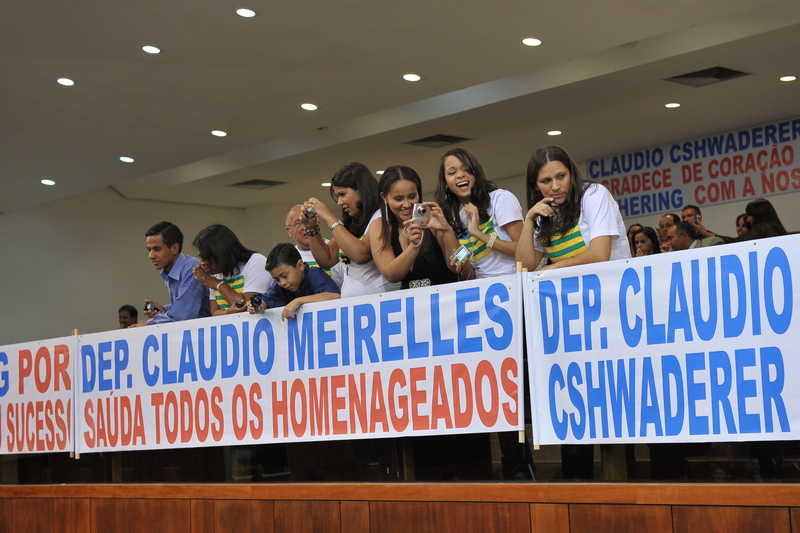 CLAUDIO CSHWADERER
DE CORAÇÃO
HERING COM A NOS
G POR
SUCESSO
DEP. CLAUDIO MEIRELLES
SAÚDA TODOS OS HOMENAGEADOS
DEP. CLAUDIO
CSHWADERER